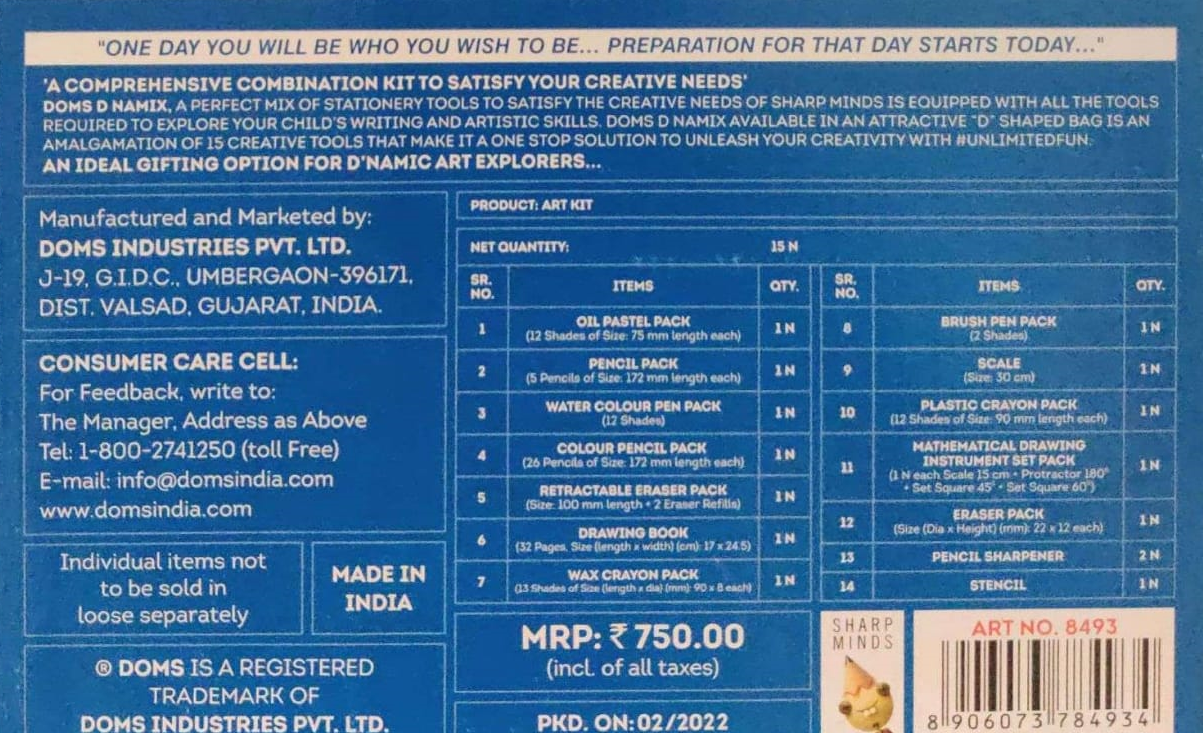 "ONE DAY YOU WILL BE WHO YOU WISH TO BE... PREPARATION FOR THAT DAY STARTS TODAY..."
'A COMPREHENSIVE COMBINATION KIT TO SATISFY YOUR CREATIVE NEEDS'
DOMS D NAMIX, A PERFECT MIX OF STATIONERY TOOLS TO SATISFY THE CREATIVE NEEDS OF SHARP MINDS IS EQUIPPED WITH ALL THE TOOLS
REQUIRED TO EXPLORE YOUR CHILD'S WRITING AND ARTISTIC SKILLS. DOMS D NAMIX AVAILABLE IN AN ATTRACTIVE "D" SHAPED BAG IS AN
AMALGAMATION OF 15 CREATIVE TOOLS THAT MAKE IT A ONE STOP SOLUTION TO UNLEASH YOUR CREATIVITY WITH #UNLIMITEDFUN.
AN IDEAL GIFTING OPTION FOR D'NAMIC ART EXPLORERS...
Manufactured and Marketed by:
DOMS INDUSTRIES PVT. LTD.
J-19, G.I.D.C., UMBERGAON-396171,
DIST. VALSAD, GUJARAT, INDIA.
CONSUMER CARE CELL:
For Feedback, write to:
The Manager, Address as Above
Tel: 1-800-2741250 (toll Free)
E-mail: info@domsindia.com
www.domsindia.com
Individual items not
to be sold in
loose separately
MADE IN
INDIA
® DOMS IS A REGISTERED
TRADEMARK OF
DOMS INDUSTRIES PVT. LTD.
PRODUCT: ART KIT
NET QUANTITY: 15 N
SR. NO. ITEMS QTY.
1 OIL PASTEL PACK 1 N
(12 Shades of Size: 75 mm length each)
2 PENCIL PACK 1 N
(5 Pencils of Size: 172 mm length each)
3 WATER COLOUR PEN PACK 1 N
(12 Shades)
4 COLOUR PENCIL PACK 1 N
(26 Pencils of Size: 172 mm length each)
5 RETRACTABLE ERASER PACK 1 N
(Size: 100 mm length • 2 Eraser Refills)
6 DRAWING BOOK 1 N
(32 Pages, Size (length x width) (cm): 17 x 24.5)
7 WAX CRAYON PACK 1 N
(13 Shades of Size (length x dia) (mm): 90 x 8 each)
SR. NO. ITEMS QTY.
8 BRUSH PEN PACK 1 N
(2 Shades)
9 SCALE 1 N
(Size: 30 cm)
10 PLASTIC CRAYON PACK 1 N
(12 Shades of Size: 90 mm length each)
11 MATHEMATICAL DRAWING
INSTRUMENT SET PACK 1 N
(1 N each Scale 15 cm • Protractor 180°
• Set Square 45° • Set Square 60°)
12 ERASER PACK 1 N
(Size (Dia x Height) (mm): 22 x 12 each)
13 PENCIL SHARPENER 2 N
14 STENCIL 1 N
MRP: ₹ 750.00
(incl. of all taxes)
PKD. ON: 02/2022
SHARP
MINDS
ART NO. 8493
8 906073 784934